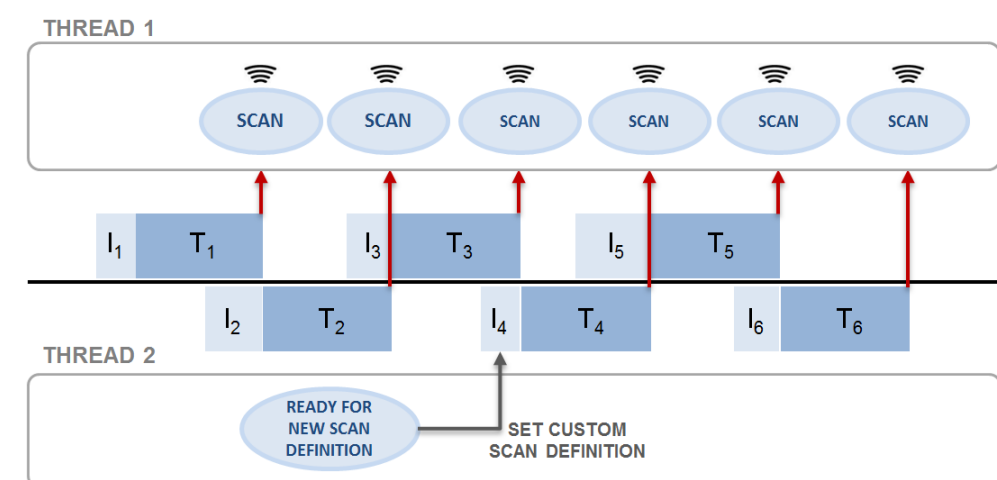 THREAD 1
SCAN SCAN SCAN SCAN SCAN SCAN
I1 T1 I3 T3 I5 T5
I2 T2 I4 T4 I6 T6
THREAD 2
READY FOR
NEW SCAN
DEFINITION
SET CUSTOM
SCAN DEFINITION